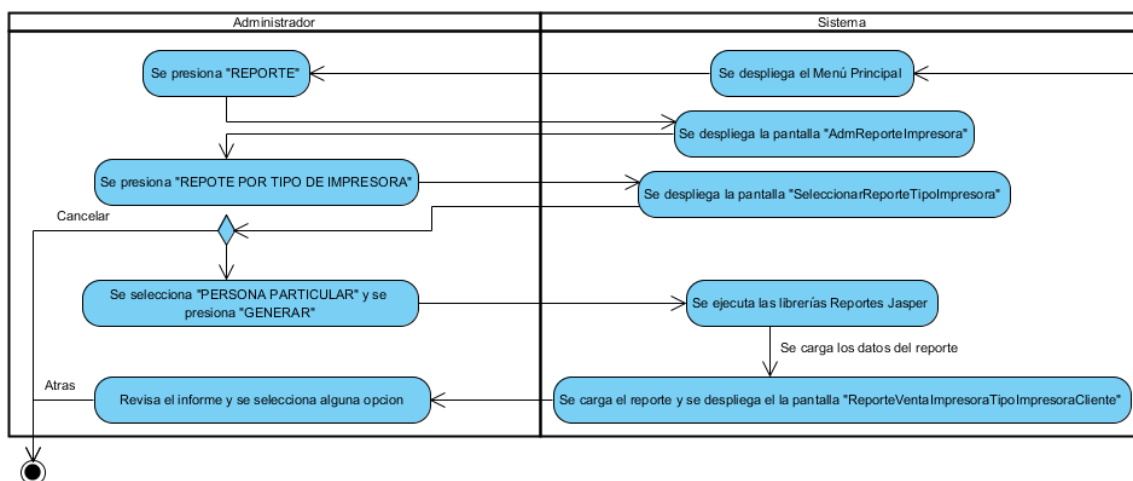 Administrador
Sistema
Se presiona "REPORTE"
Se despliega el Menú Principal
Se despliega la pantalla "AdmReporteImpresora"
Se presiona "REPOTE POR TIPO DE IMPRESORA"
Se despliega la pantalla "SeleccionarReporteTipoImpresora"
Cancelar
Se selecciona "PERSONA PARTICULAR" y se
presiona "GENERAR"
Se ejecuta las librerías Reportes Jasper
Se carga los datos del reporte
Atras
Revisa el informe y se selecciona alguna opcion
Se carga el reporte y se despliega el la pantalla "ReporteVentaImpresoraTipoImpresoraCliente"